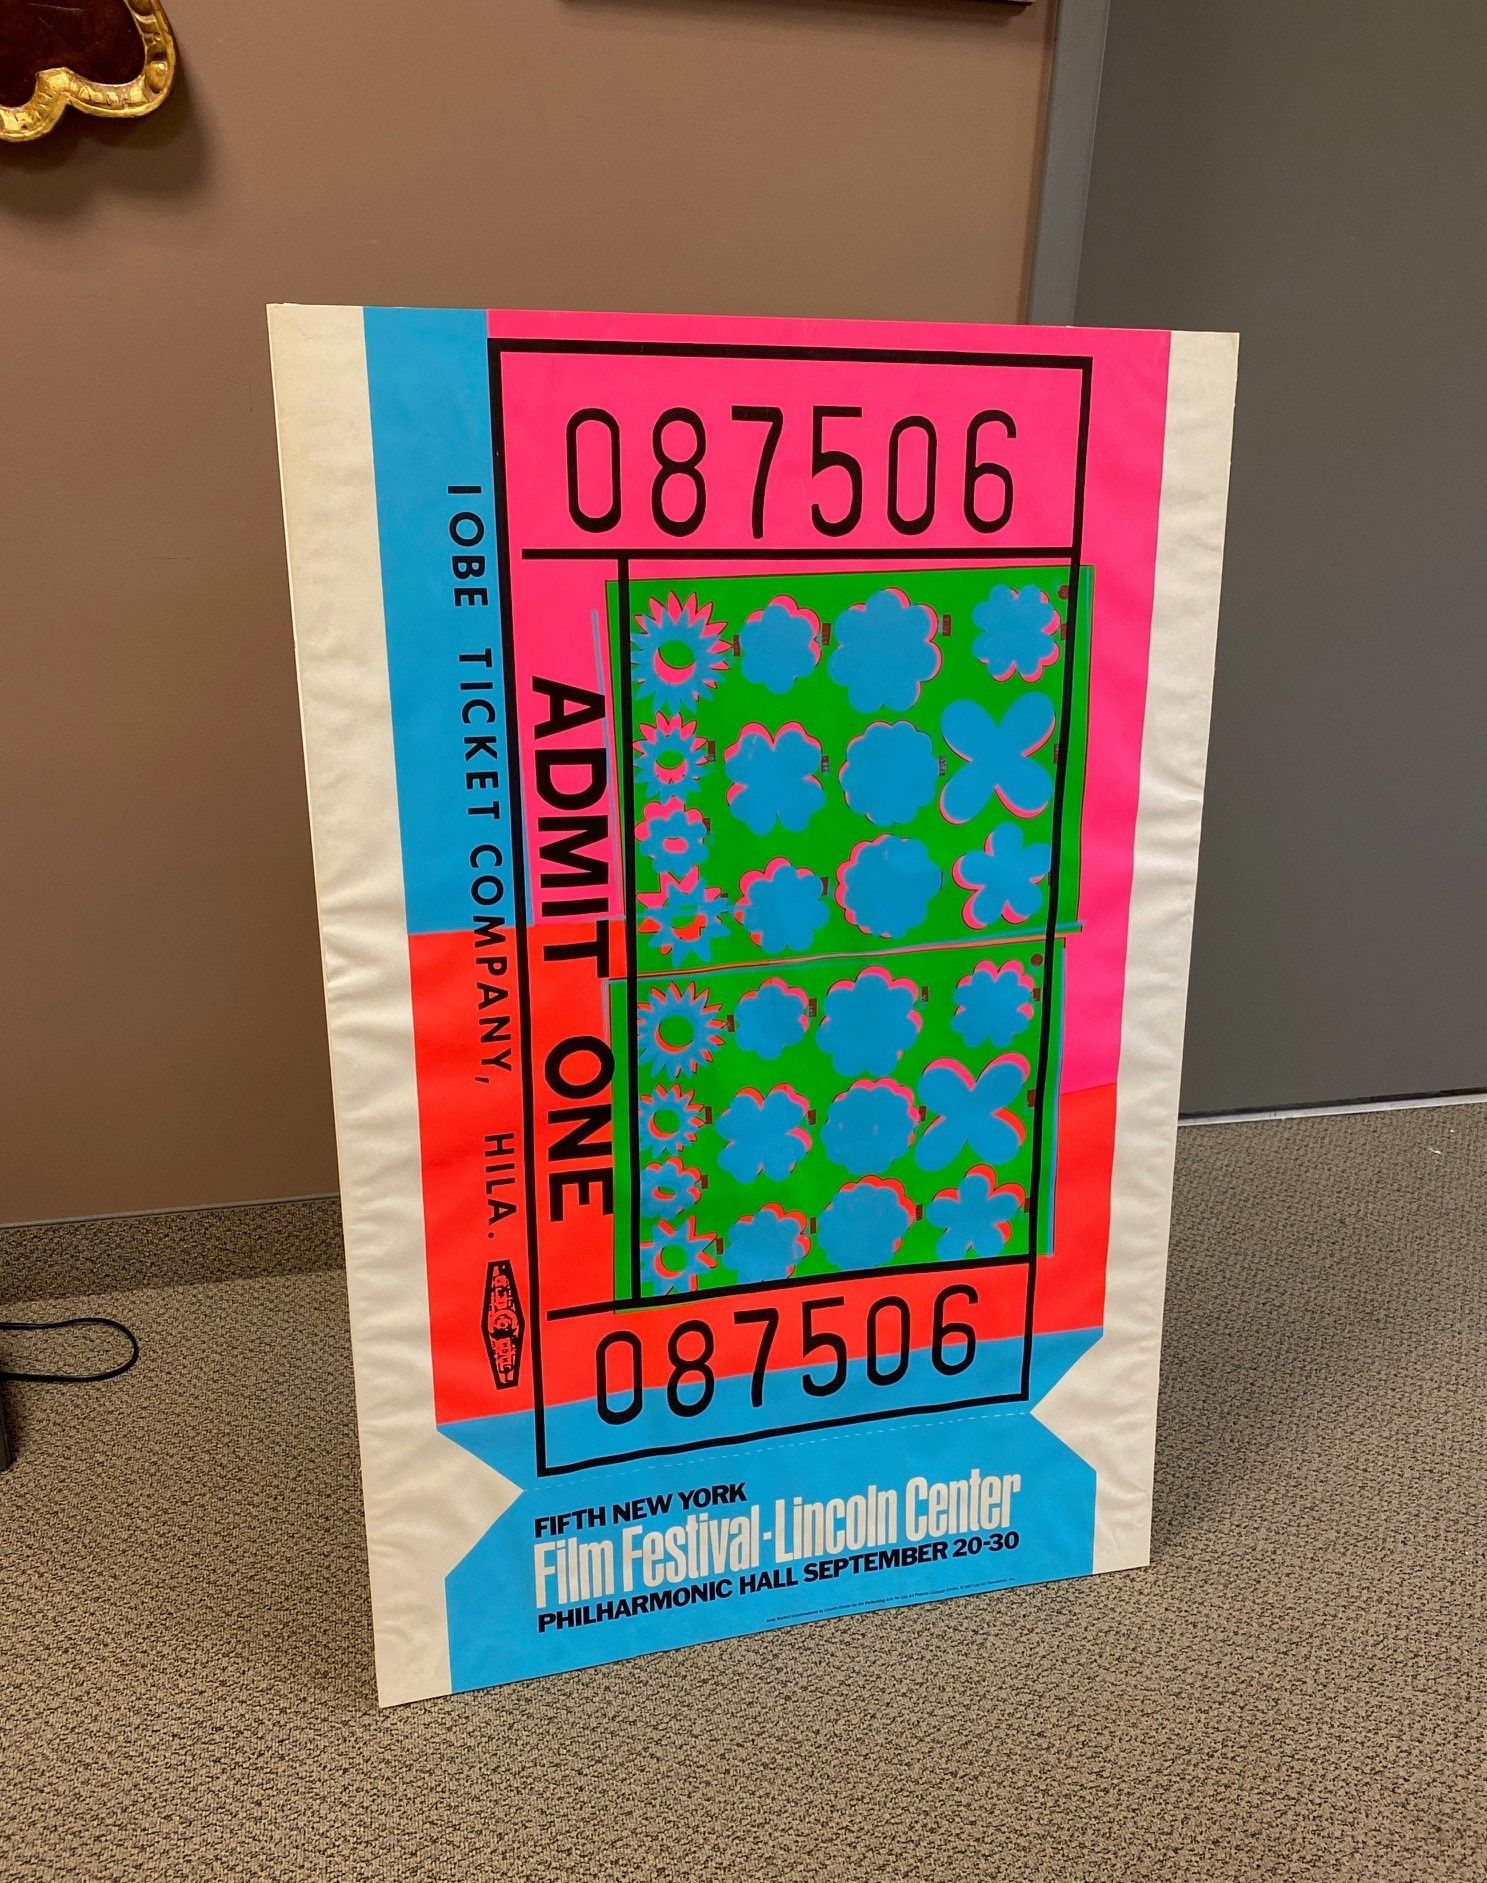 087506
IOBE TICKET COMPANY, HILA.
ADMIT ONE
087506
FIFTH NEW YORK
Film Festival-Lincoln Center
PHILHARMONIC HALL SEPTEMBER 20-30